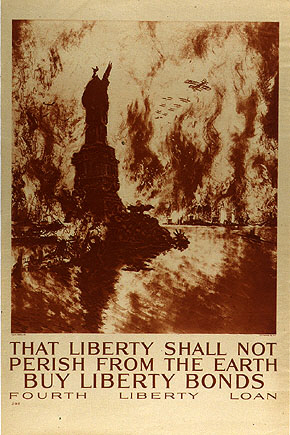 THAT LIBERTY SHALL NOT
PERISH FROM THE EARTH
BUY LIBERTY BONDS
FOURTH LIBERTY LOAN